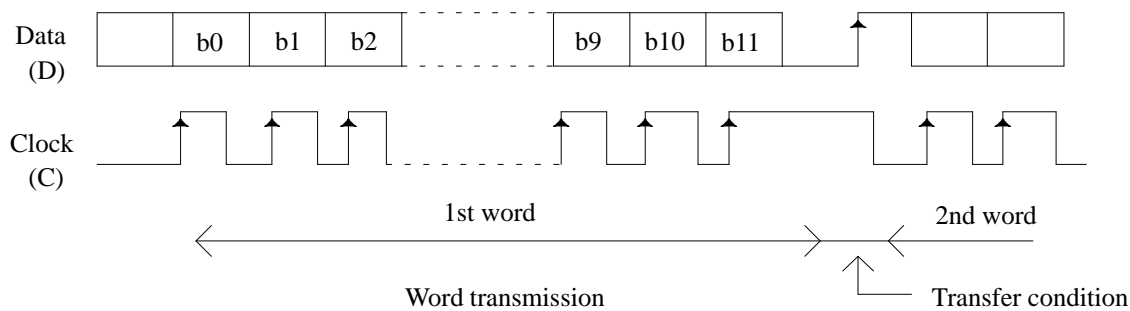 Data
(D)
b0 b1 b2 b9 b10 b11
Clock
(C)
1st word 2nd word
Word transmission Transfer condition